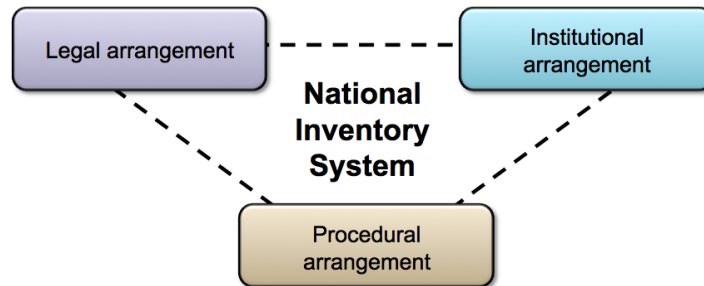 Legal arrangement
Institutional
arrangement
National
Inventory
System
Procedural
arrangement